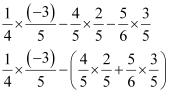 1/4 × (−3)/5 − 4/5 × 2/5 − 5/6 × 3/5
1/4 × (−3)/5 − (4/5 × 2/5 + 5/6 × 3/5)